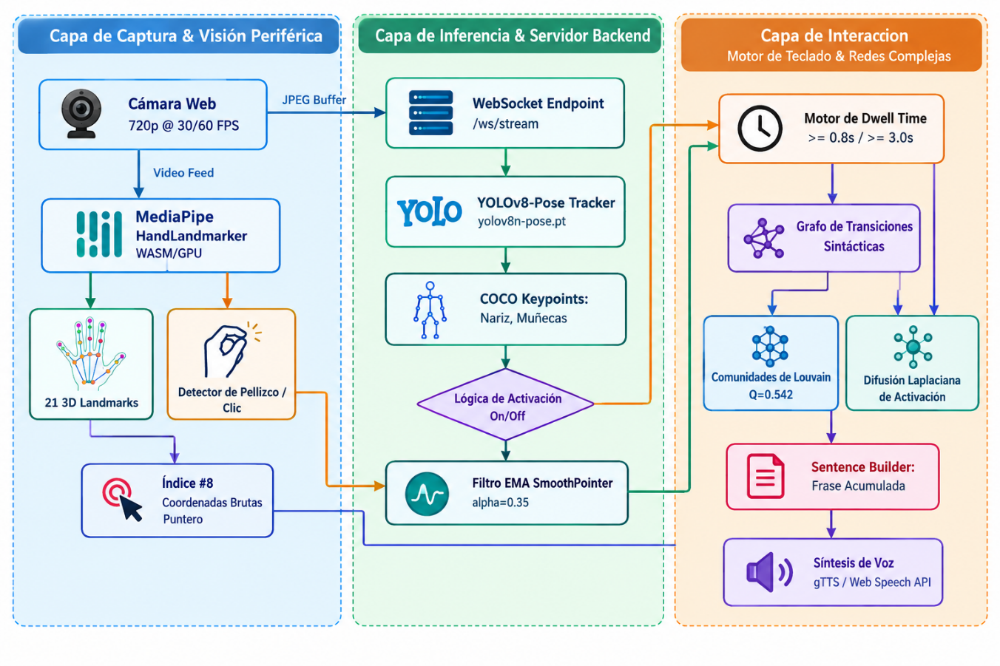 Capa de Captura & Visión Periférica
Cámara Web
720p @ 30/60 FPS
JPEG Buffer
Video Feed
MediaPipe
HandLandmarker
WASM/GPU
21 3D Landmarks
Detector de Pellizco /
Clic
Índice #8
Coordenadas Brutas
Puntero
Capa de Inferencia & Servidor Backend
WebSocket Endpoint
/ws/stream
YOLO
YOLOv8-Pose Tracker
yolov8n-pose.pt
COCO Keypoints:
Nariz, Muñecas
Lógica de Activación
On/Off
Filtro EMA SmoothPointer
alpha=0.35
Capa de Interaccion
Motor de Teclado & Redes Complejas
Motor de Dwell Time
>= 0.8s / >= 3.0s
Grafo de Transiciones
Sintácticas
Comunidades de Louvain
Q=0.542
Difusión Laplaciana
de Activación
Sentence Builder:
Frase Acumulada
Síntesis de Voz
gTTS / Web Speech API